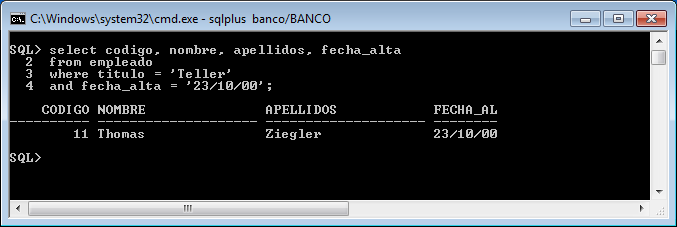 C:\Windows\system32\cmd.exe - sqlplus  banco/BANCO
SQL> select codigo, nombre, apellidos, fecha_alta
  2  from empleado
  3  where titulo = 'Teller'
  4  and fecha_alta = '23/10/00';
    CODIGO NOMBRE               APELLIDOS            FECHA_AL
---------- -------------------- -------------------- --------
        11 Thomas               Ziegler              23/10/00
SQL>